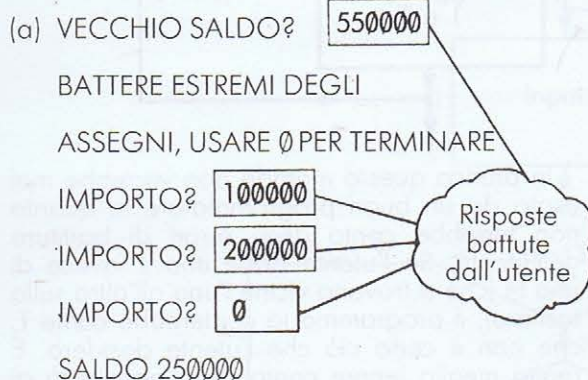 (a) VECCHIO SALDO? 550000
BATTERE ESTREMI DEGLI
ASSEGNI, USARE 0 PER TERMINARE
IMPORTO? 100000
IMPORTO? 200000
IMPORTO? 0
SALDO 250000
Risposte
battute
dall'utente